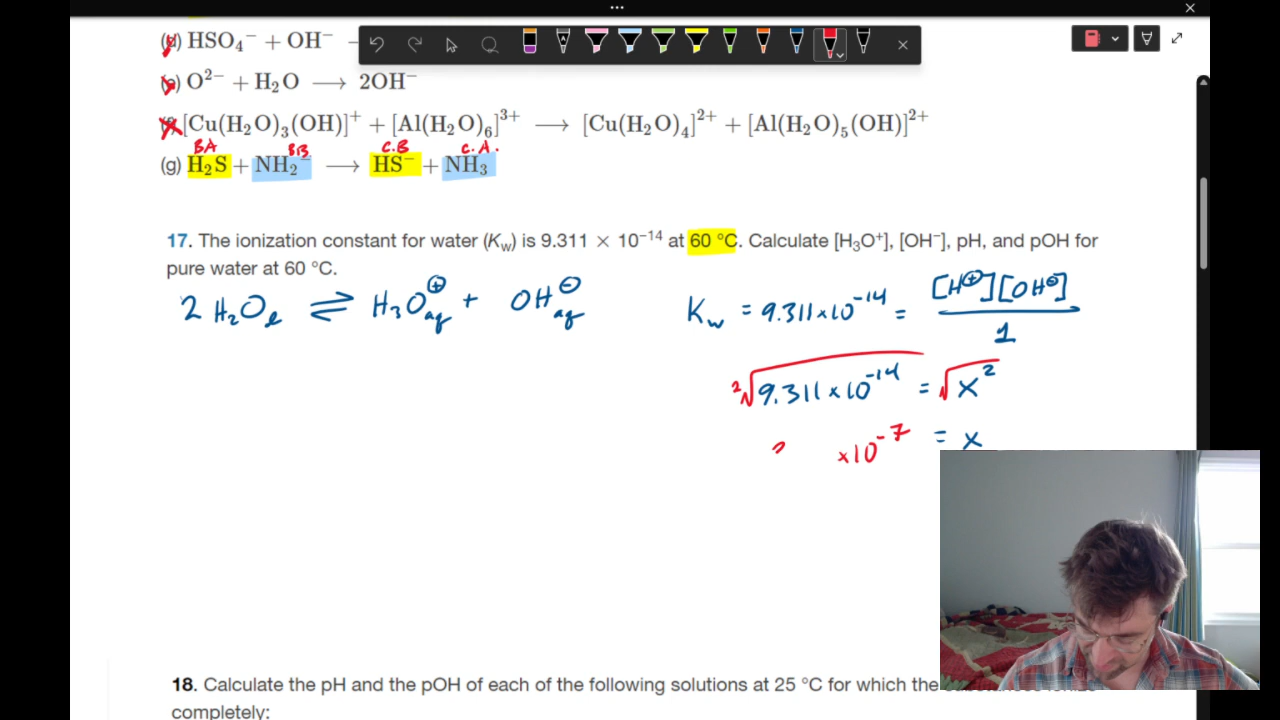 (d) HSO₄⁻ + OH⁻
(e) O²⁻ + H₂O ⟶ 2OH⁻
[Cu(H₂O)₃(OH)]⁺ + [Al(H₂O)₆]³⁺ ⟶ [Cu(H₂O)₄]²⁺ + [Al(H₂O)₅(OH)]²⁺
BA BB C.B C.A.
(g) H₂S + NH₂⁻ ⟶ HS⁻ + NH₃
17. The ionization constant for water (Kw) is 9.311 × 10⁻¹⁴ at 60 °C. Calculate [H₃O⁺], [OH⁻], pH, and pOH for
pure water at 60 °C.
2 H₂Oℓ ⇌ H₃O⊕aq + OH⊖aq
Kw = 9.311×10⁻¹⁴ = [H⊕][OH⊖] / 1
²√9.311×10⁻¹⁴ = √x²
×10⁻⁷ = x
18. Calculate the pH and the pOH of each of the following solutions at 25 °C for which the
completely: